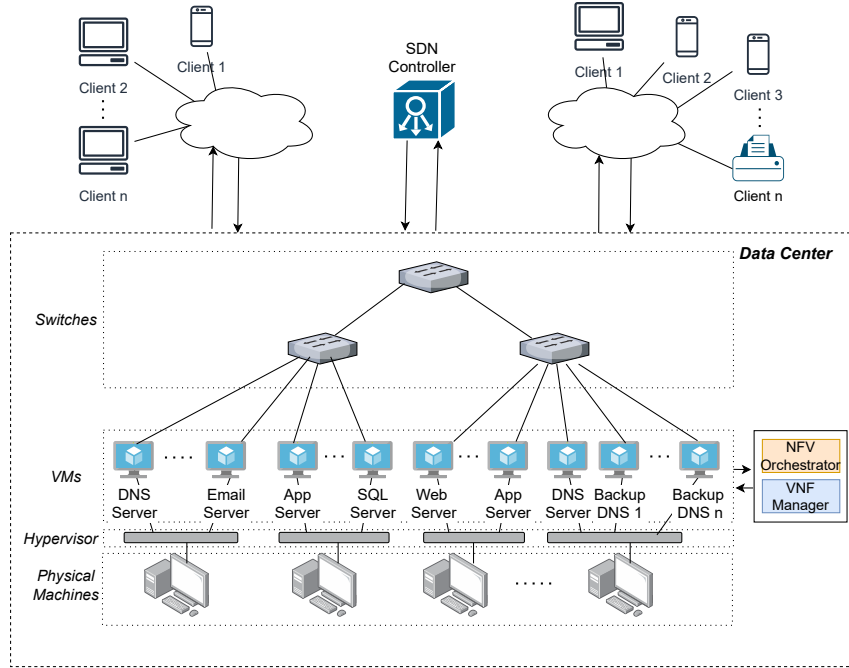 Client 1
Client 2
Client n
SDN
Controller
Client 1
Client 2
Client 3
Client n
Data Center
Switches
VMs
DNS
Server
Email
Server
App
Server
SQL
Server
Web
Server
App
Server
DNS
Server
Backup
DNS 1
Backup
DNS n
NFV
Orchestrator
VNF
Manager
Hypervisor
Physical
Machines